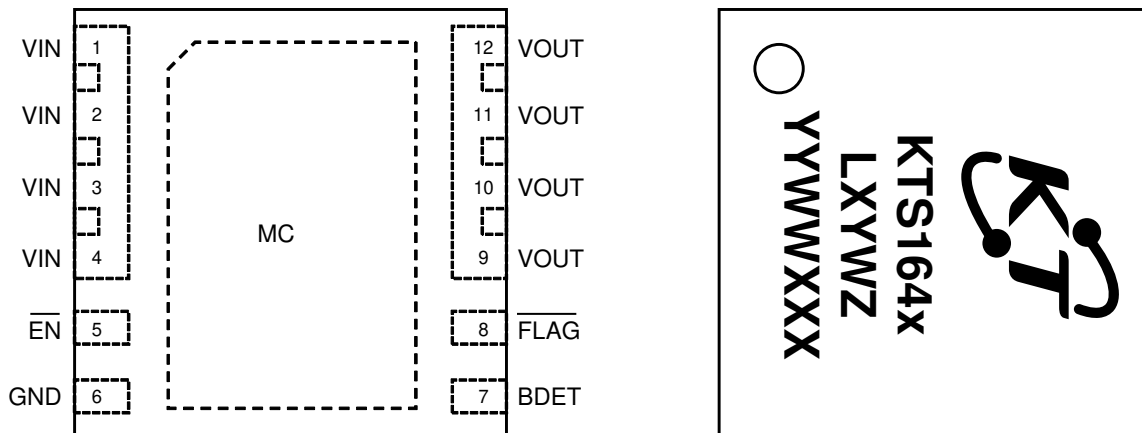 VIN 1
VIN 2
VIN 3
VIN 4
EN 5
GND 6
MC
12 VOUT
11 VOUT
10 VOUT
9 VOUT
8 FLAG
7 BDET
KT
KTS164x
LXYWZ
YYWWXXX